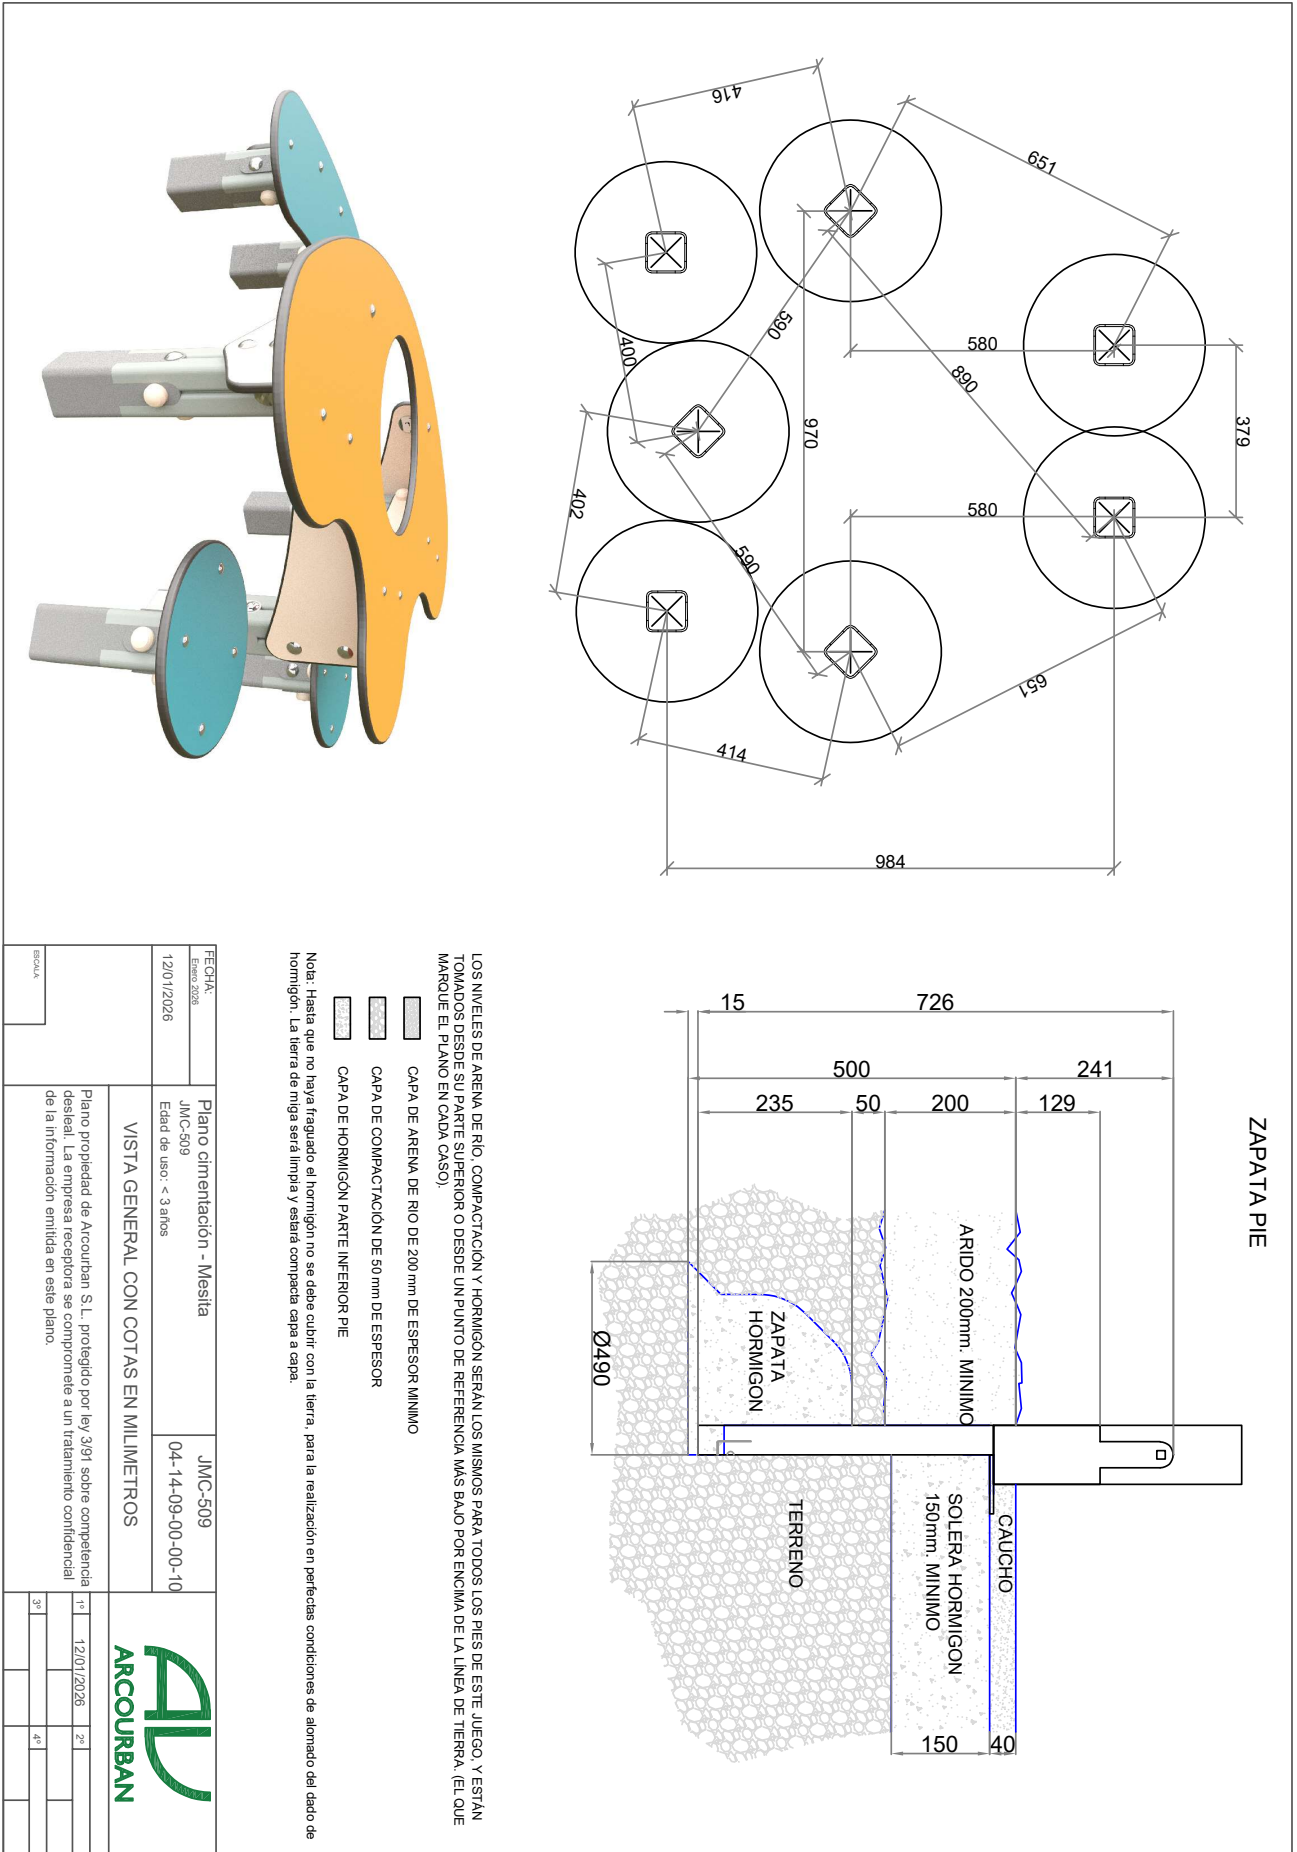 416
651
590
400
580
890
970
379
402
590
580
651
414
984
ZAPATA PIE
15
726
500
241
235
50
200
129
ARIDO 200mm. MINIMO
ZAPATA
HORMIGON
Ø490
TERRENO
SOLERA HORMIGON
150mm. MINIMO
CAUCHO
150
40
LOS NIVELES DE ARENA DE RÍO, COMPACTACIÓN Y HORMIGÓN SERÁN LOS MISMOS PARA TODOS LOS PIES DE ESTE JUEGO, Y ESTÁN
TOMADOS DESDE SU PARTE SUPERIOR O DESDE UN PUNTO DE REFERENCIA MÁS BAJO POR ENCIMA DE LA LÍNEA DE TIERRA. (EL QUE
MARQUE EL PLANO EN CADA CASO).
CAPA DE ARENA DE RIO DE 200 mm DE ESPESOR MINIMO
CAPA DE COMPACTACIÓN DE 50 mm DE ESPESOR
CAPA DE HORMIGÓN PARTE INFERIOR PIE
Nota: Hasta que no haya fraguado el hormigón no se debe cubrir con la tierra, para la realización en perfectas condiciones de alomado del dado de
hormigón. La tierra de miga será limpia y estará compacta capa a capa.
FECHA:
Enero 2026
12/01/2026
ESCALA:
Plano cimentación - Mesita
JMC-509
Edad de uso: < 3 años
JMC-509
04-14-09-00-00-10
VISTA GENERAL CON COTAS EN MILIMETROS
Plano propiedad de Arcourban S.L. protegido por ley 3/91 sobre competencia
desleal. La empresa receptora se compromete a un tratamiento confidencial
de la información emitida en este plano.
ARCOURBAN
1º 12/01/2026 2º
3º 4º